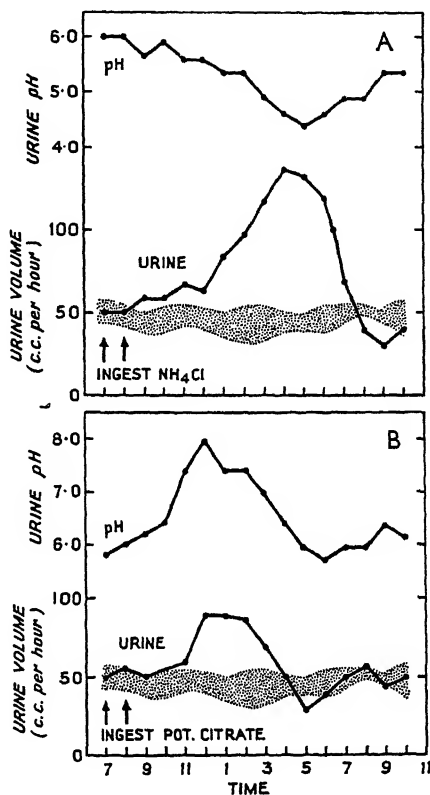 A
6·0
5·0
4·0
URINE pH
pH
100
50
0
URINE VOLUME
(c.c. per hour)
URINE
INGEST NH4Cl
B
8·0
7·0
6·0
URINE pH
pH
100
50
0
URINE VOLUME
(c.c. per hour)
URINE
INGEST POT. CITRATE
7 9 11 1 3 5 7 9 11
TIME